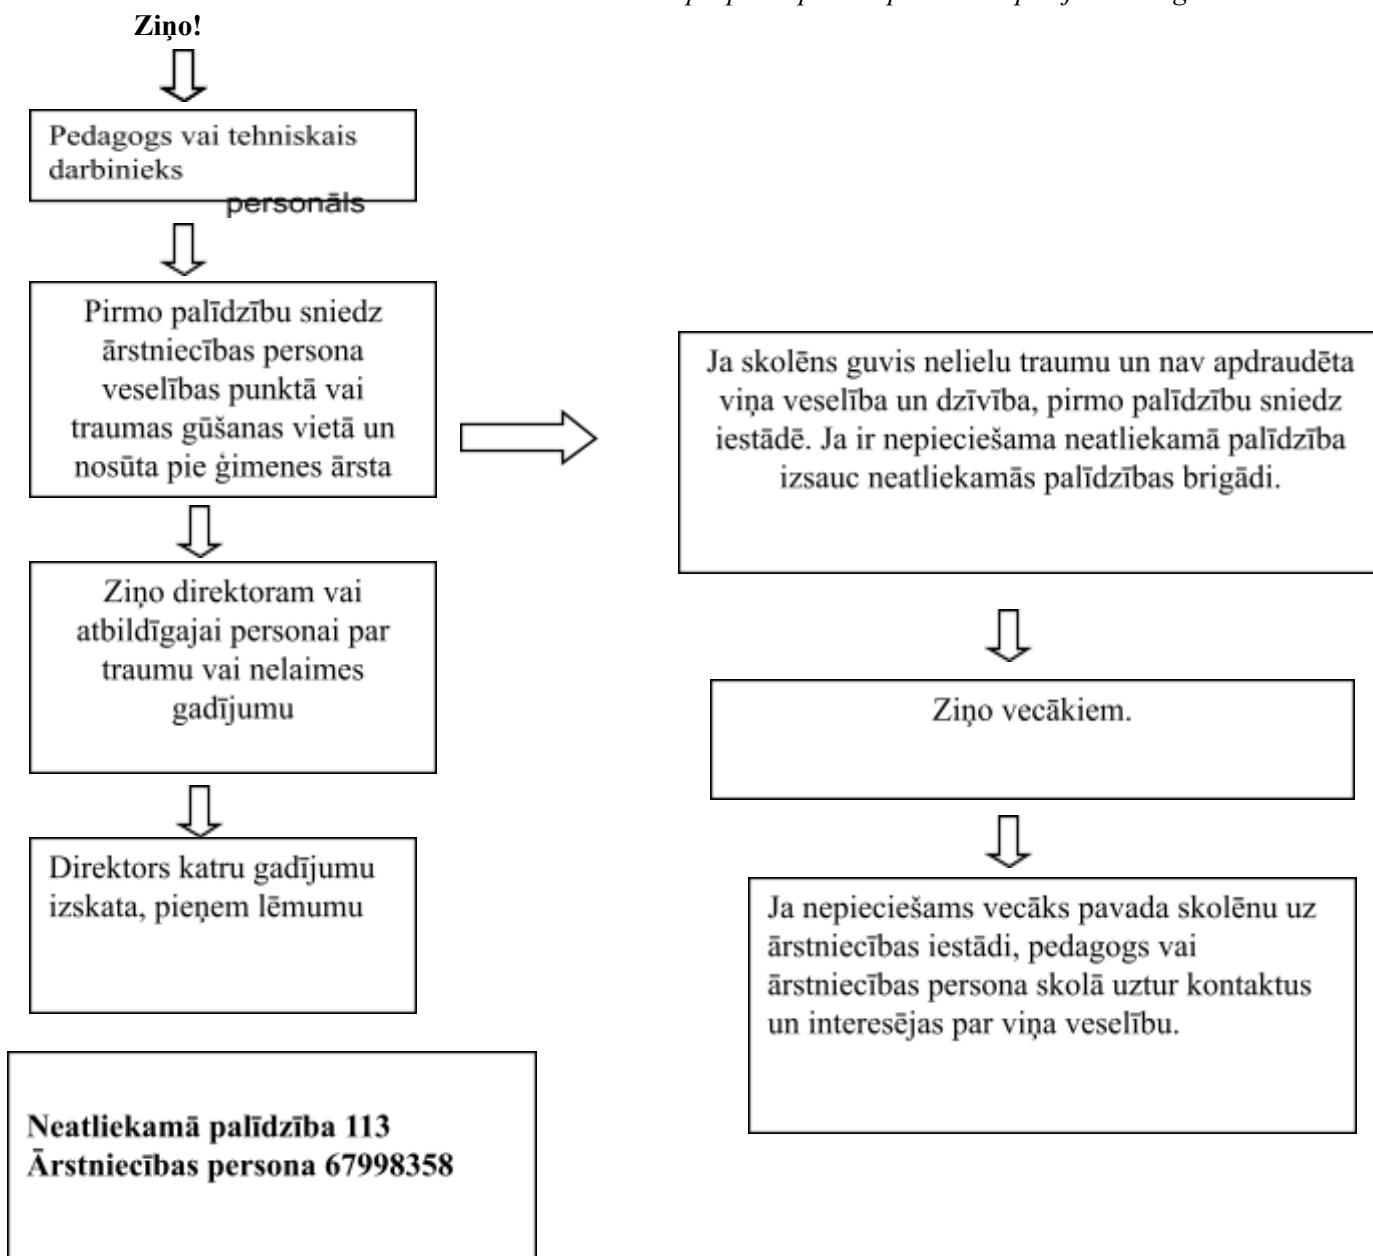 Ziņo!
Pedagogs vai tehniskais
darbinieks
personāls
Pirmo palīdzību sniedz
ārstniecības persona
veselības punktā vai
traumas gūšanas vietā un
nosūta pie ģimenes ārsta
Ziņo direktoram vai
atbildīgajai personai par
traumu vai nelaimes
gadījumu
Direktors katru gadījumu
izskata, pieņem lēmumu
Neatliekamā palīdzība 113
Ārstniecības persona 67998358
Ja skolēns guvis nelielu traumu un nav apdraudēta
viņa veselība un dzīvība, pirmo palīdzību sniedz
iestādē. Ja ir nepieciešama neatliekamā palīdzība
izsauc neatliekamās palīdzības brigādi.
Ziņo vecākiem.
Ja nepieciešams vecāks pavada skolēnu uz
ārstniecības iestādi, pedagogs vai
ārstniecības persona skolā uztur kontaktus
un interesējas par viņa veselību.